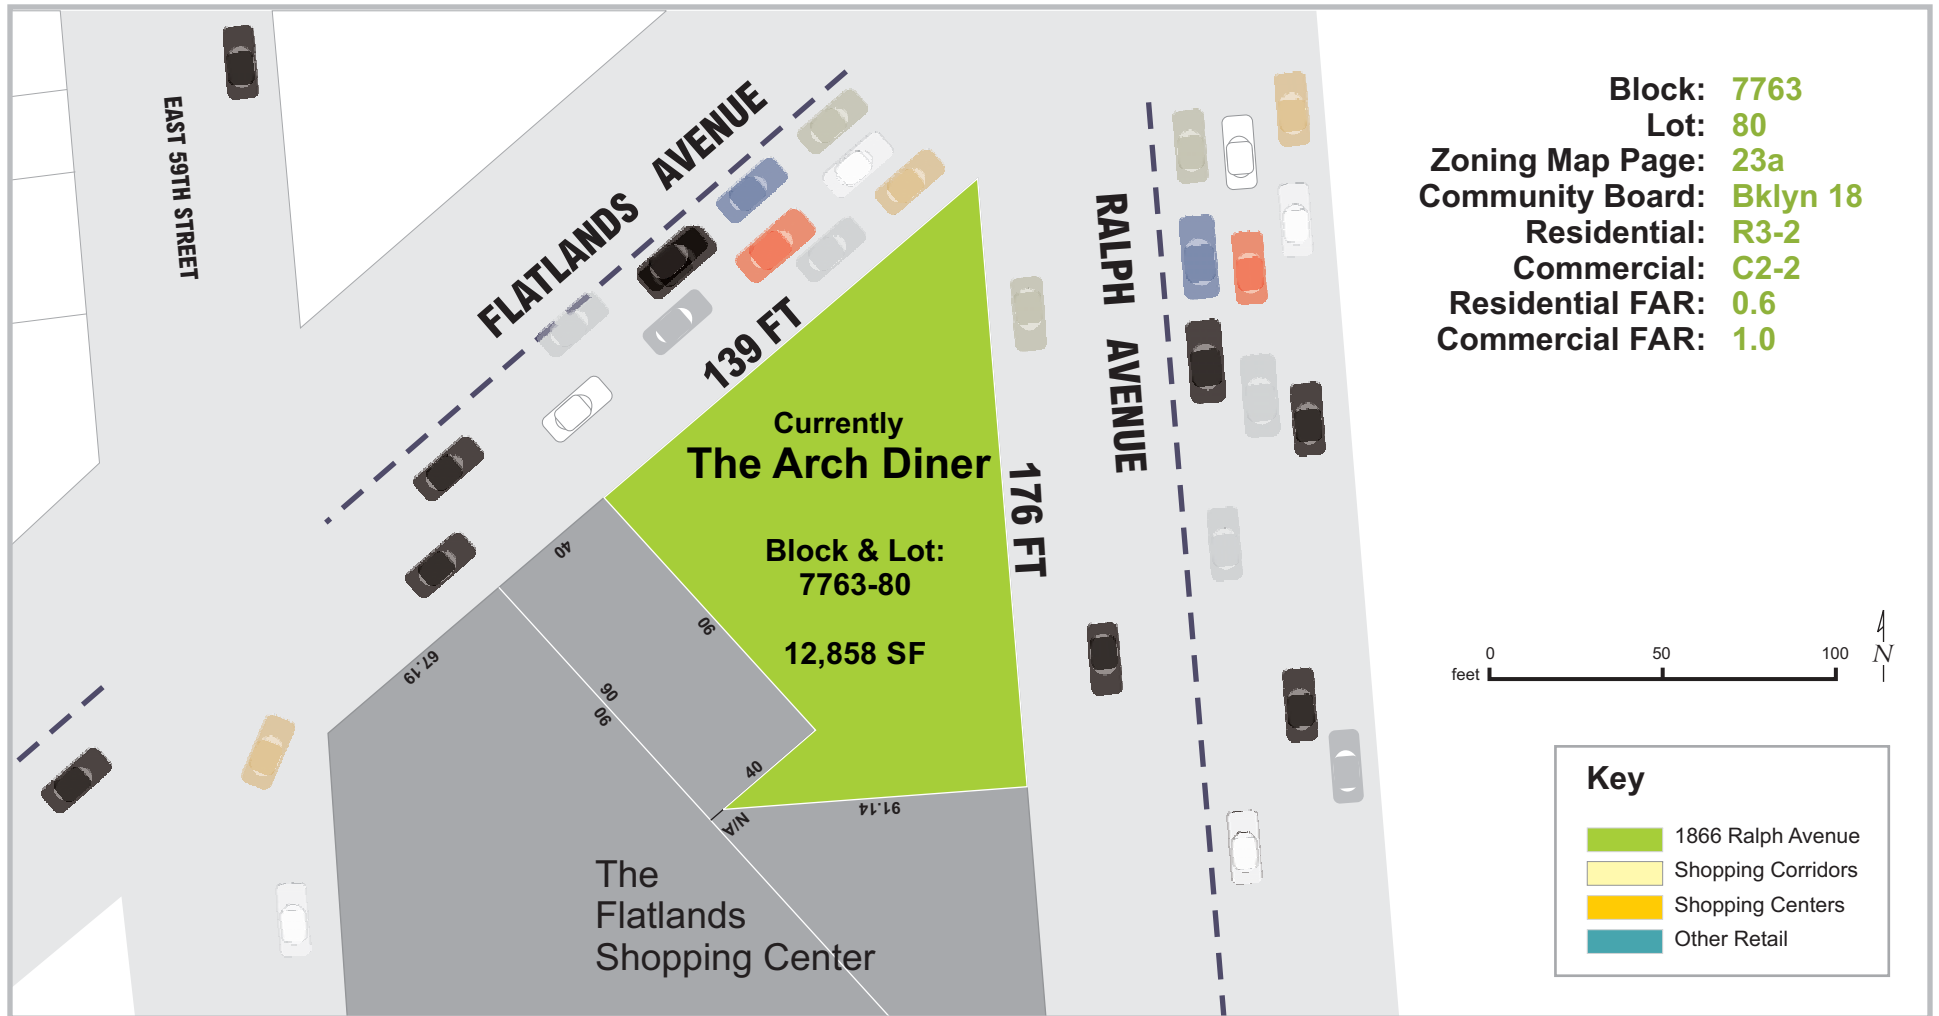 EAST 59TH STREET
FLATLANDS AVENUE
139 FT
RALPH AVENUE
176 FT
Currently
The Arch Diner
Block & Lot:
7763-80
12,858 SF
40
90
67.19
90
90
40
N/A
91.14
The
Flatlands
Shopping Center
Block: 7763
Lot: 80
Zoning Map Page: 23a
Community Board: Bklyn 18
Residential: R3-2
Commercial: C2-2
Residential FAR: 0.6
Commercial FAR: 1.0
0 50 100
feet
N
Key
1866 Ralph Avenue
Shopping Corridors
Shopping Centers
Other Retail